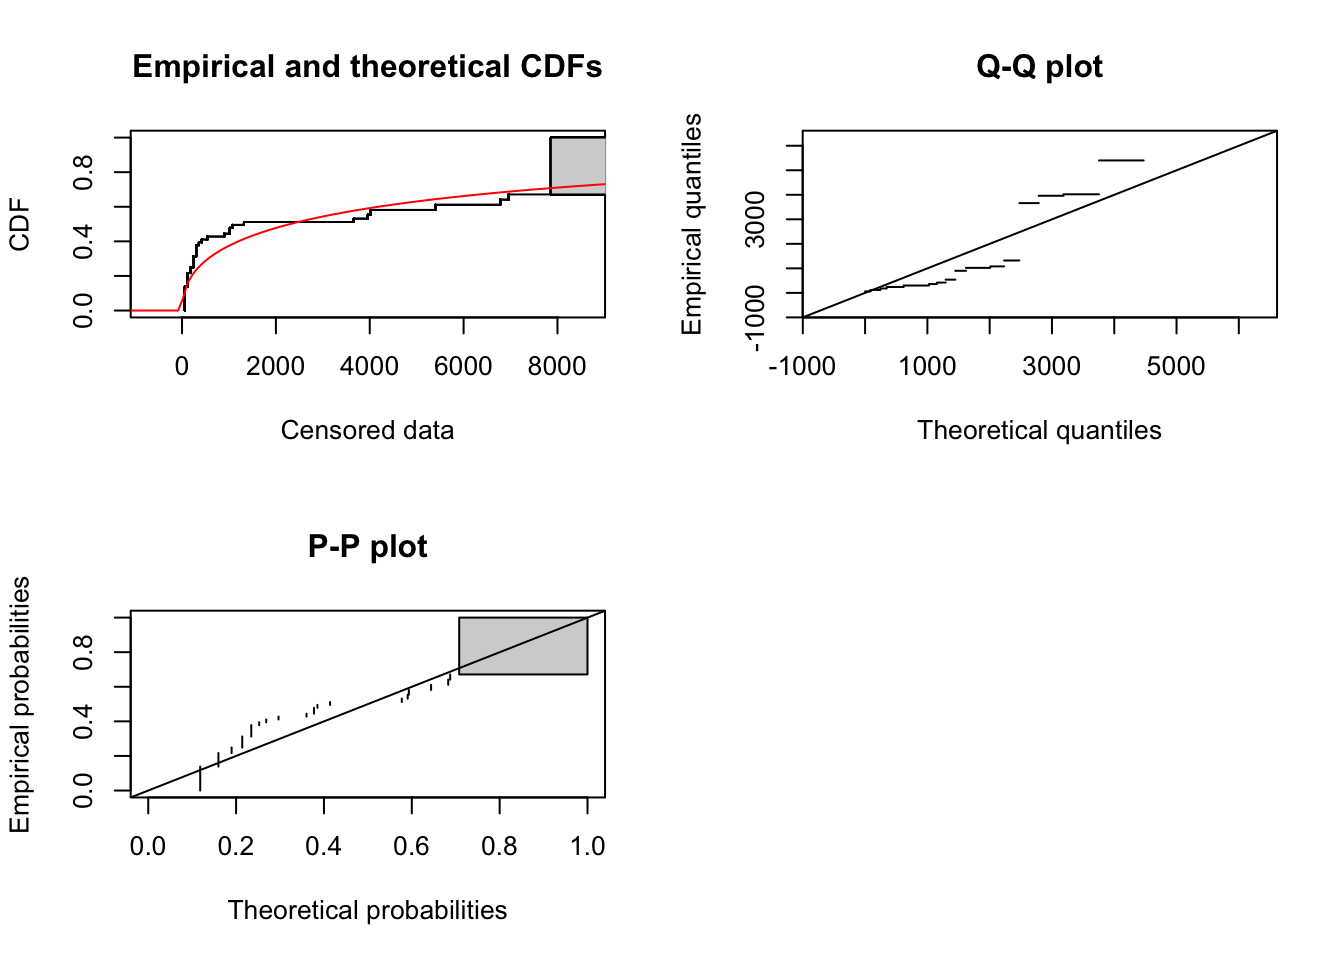 Empirical and theoretical CDFs
CDF
0.0 0.4 0.8
0 2000 4000 6000 8000
Censored data
Q-Q plot
Empirical quantiles
-1000 3000
-1000 1000 3000 5000
Theoretical quantiles
P-P plot
Empirical probabilities
0.0 0.4 0.8
0.0 0.2 0.4 0.6 0.8 1.0
Theoretical probabilities